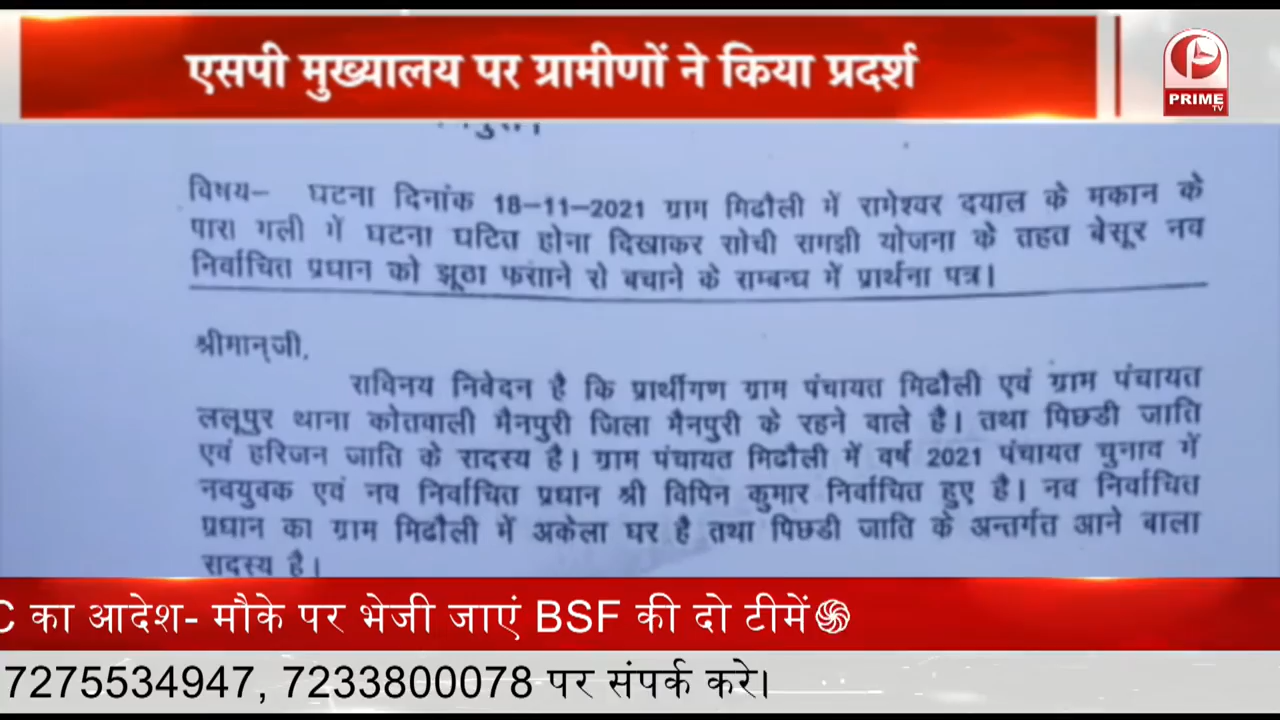 एसपी मुख्यालय पर ग्रामीणों ने किया प्रदर्श
PRIME
TV
विषय– घटना दिनांक 18–11–2021 ग्राम मिढौली में रामेश्वर दयाल के मकान के
पास गली में घटना घटित होना दिखाकर सोची समझी योजना के तहत बेसूर नव
निर्वाचित प्रधान को झूठा फसाने से बचाने के सम्बन्ध में प्रार्थना पत्र।
श्रीमान्‌जी,
सविनय निवेदन है कि प्रार्थीगण ग्राम पंचायत मिढौली एवं ग्राम पंचायत
ललूपुर थाना कोतवाली मैनपुरी जिला मैनपुरी के रहने वाले है। तथा पिछडी जाति
एवं हरिजन जाति के सदस्य है। ग्राम पंचायत मिढौली में वर्ष 2021 पंचायत चुनाव में
नवयुवक एवं नव निर्वाचित प्रधान श्री विपिन कुमार निर्वाचित हुए है। नव निर्वाचित
प्रधान का ग्राम मिढौली में अकेला घर है तथा पिछडी जाति के अन्तर्गत आने बाला
सदस्य है।
C का आदेश- मौके पर भेजी जाएं BSF की दो टीमें
7275534947, 7233800078 पर संपर्क करे।